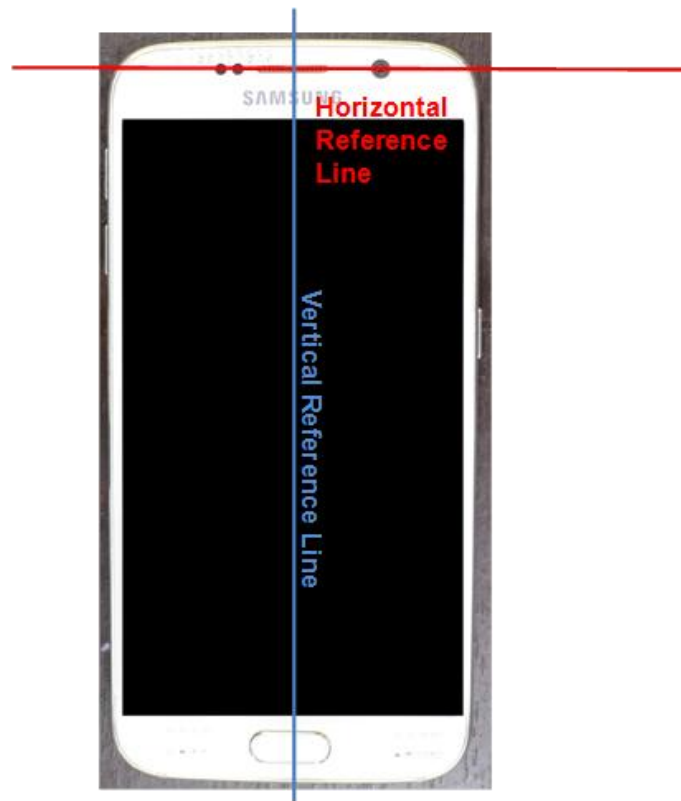 SAMSUNG
Horizontal
Reference
Line
Vertical Reference Line